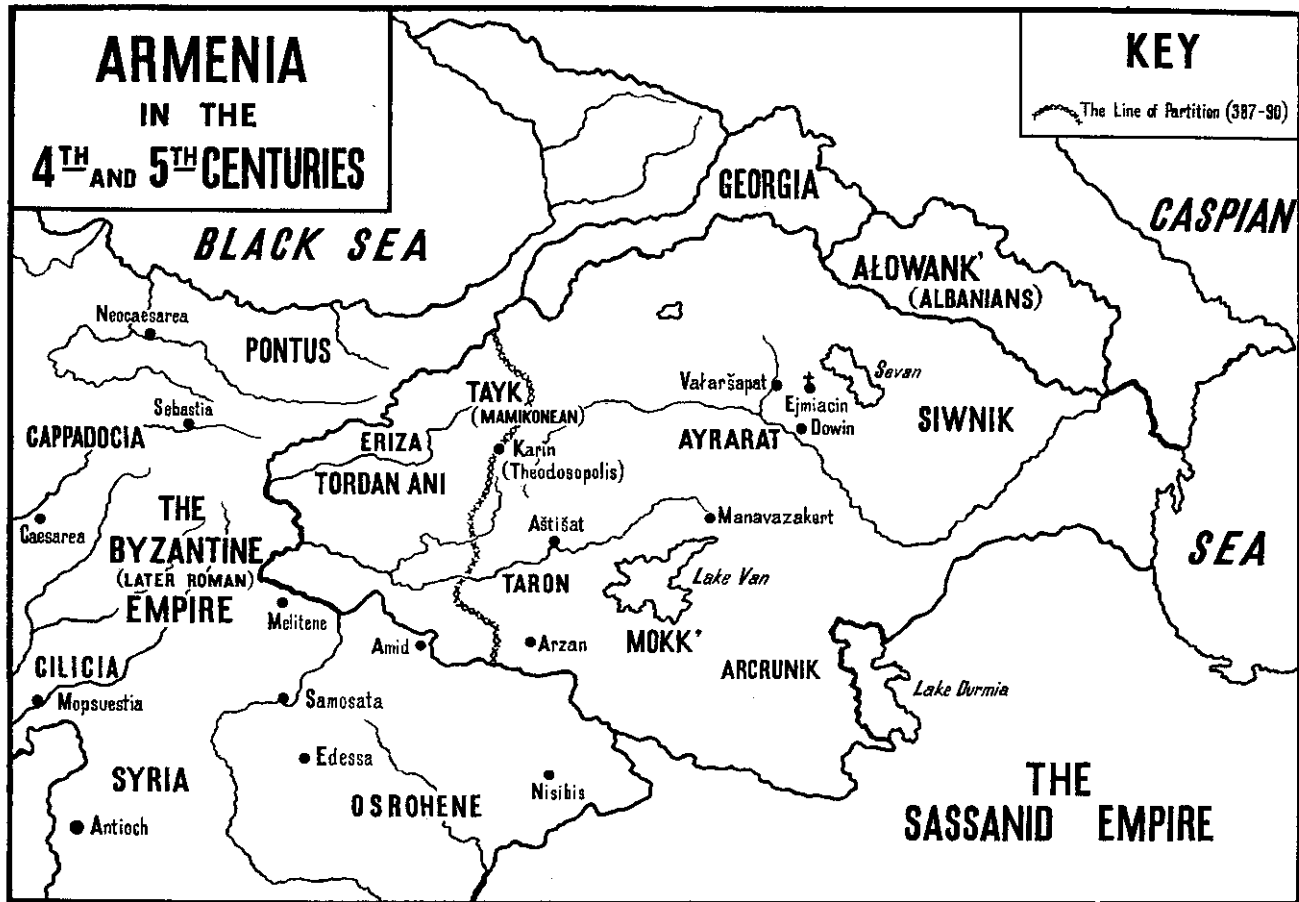 ARMENIA
IN THE
4TH AND 5TH CENTURIES
KEY
The Line of Partition (387-90)
BLACK SEA
GEORGIA
CASPIAN
SEA
AŁOWANK'
(ALBANIANS)
Neocaesarea
PONTUS
Sebastia
CAPPADOCIA
TAYK
(MAMIKONEAN)
ERIZA
TORDAN ANI
Karin
(Theodosopolis)
Vałaršapat
Ejmiacin
Dowin
AYRARAT
Sevan
SIWNIK
Caesarea
THE
BYZANTINE
(LATER ROMAN)
EMPIRE
Aštišat
Manavazakert
TARON
Lake Van
MOKK'
Melitene
Amid
Arzan
ARCRUNIK
Lake Durmia
CILICIA
Mopsuestia
Samosata
Edessa
SYRIA
OSROHENE
Nisibis
Antioch
THE
SASSANID EMPIRE